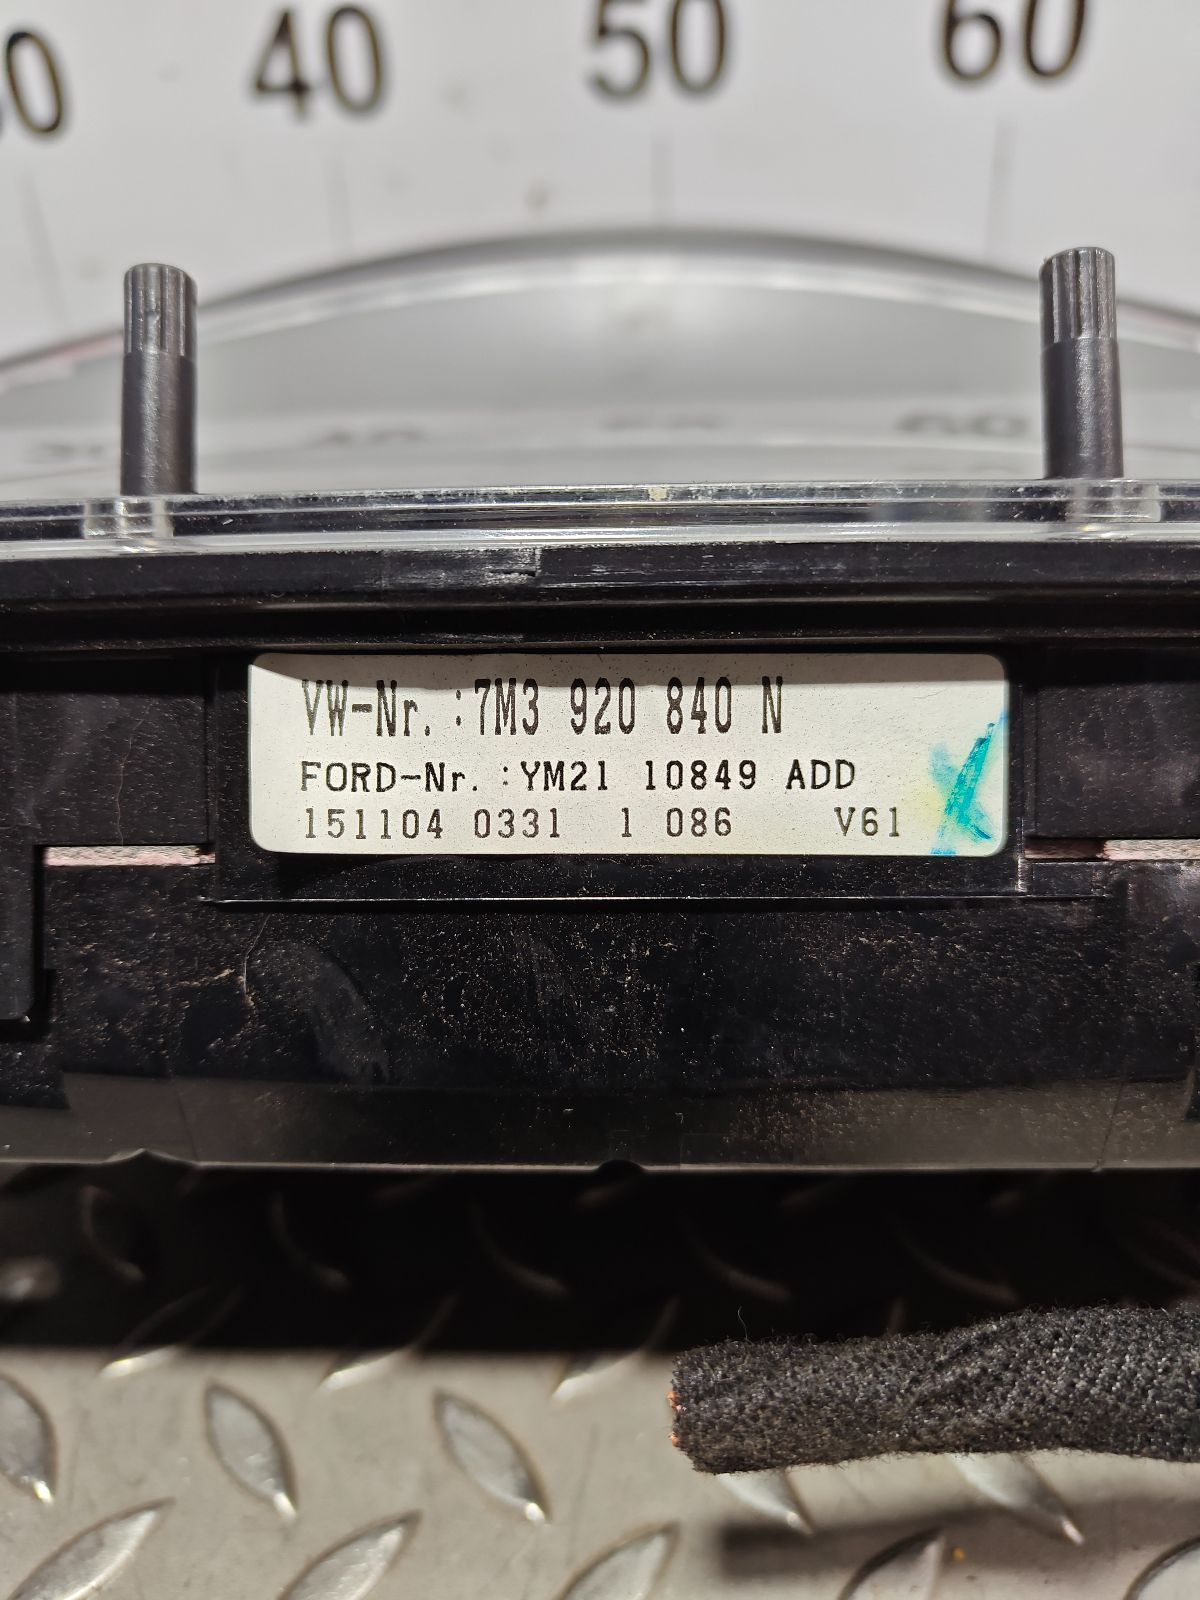 40 50 60
VW-Nr. :7M3 920 840 N
FORD-Nr. :YM21 10849 ADD
151104 0331 1 086 V61